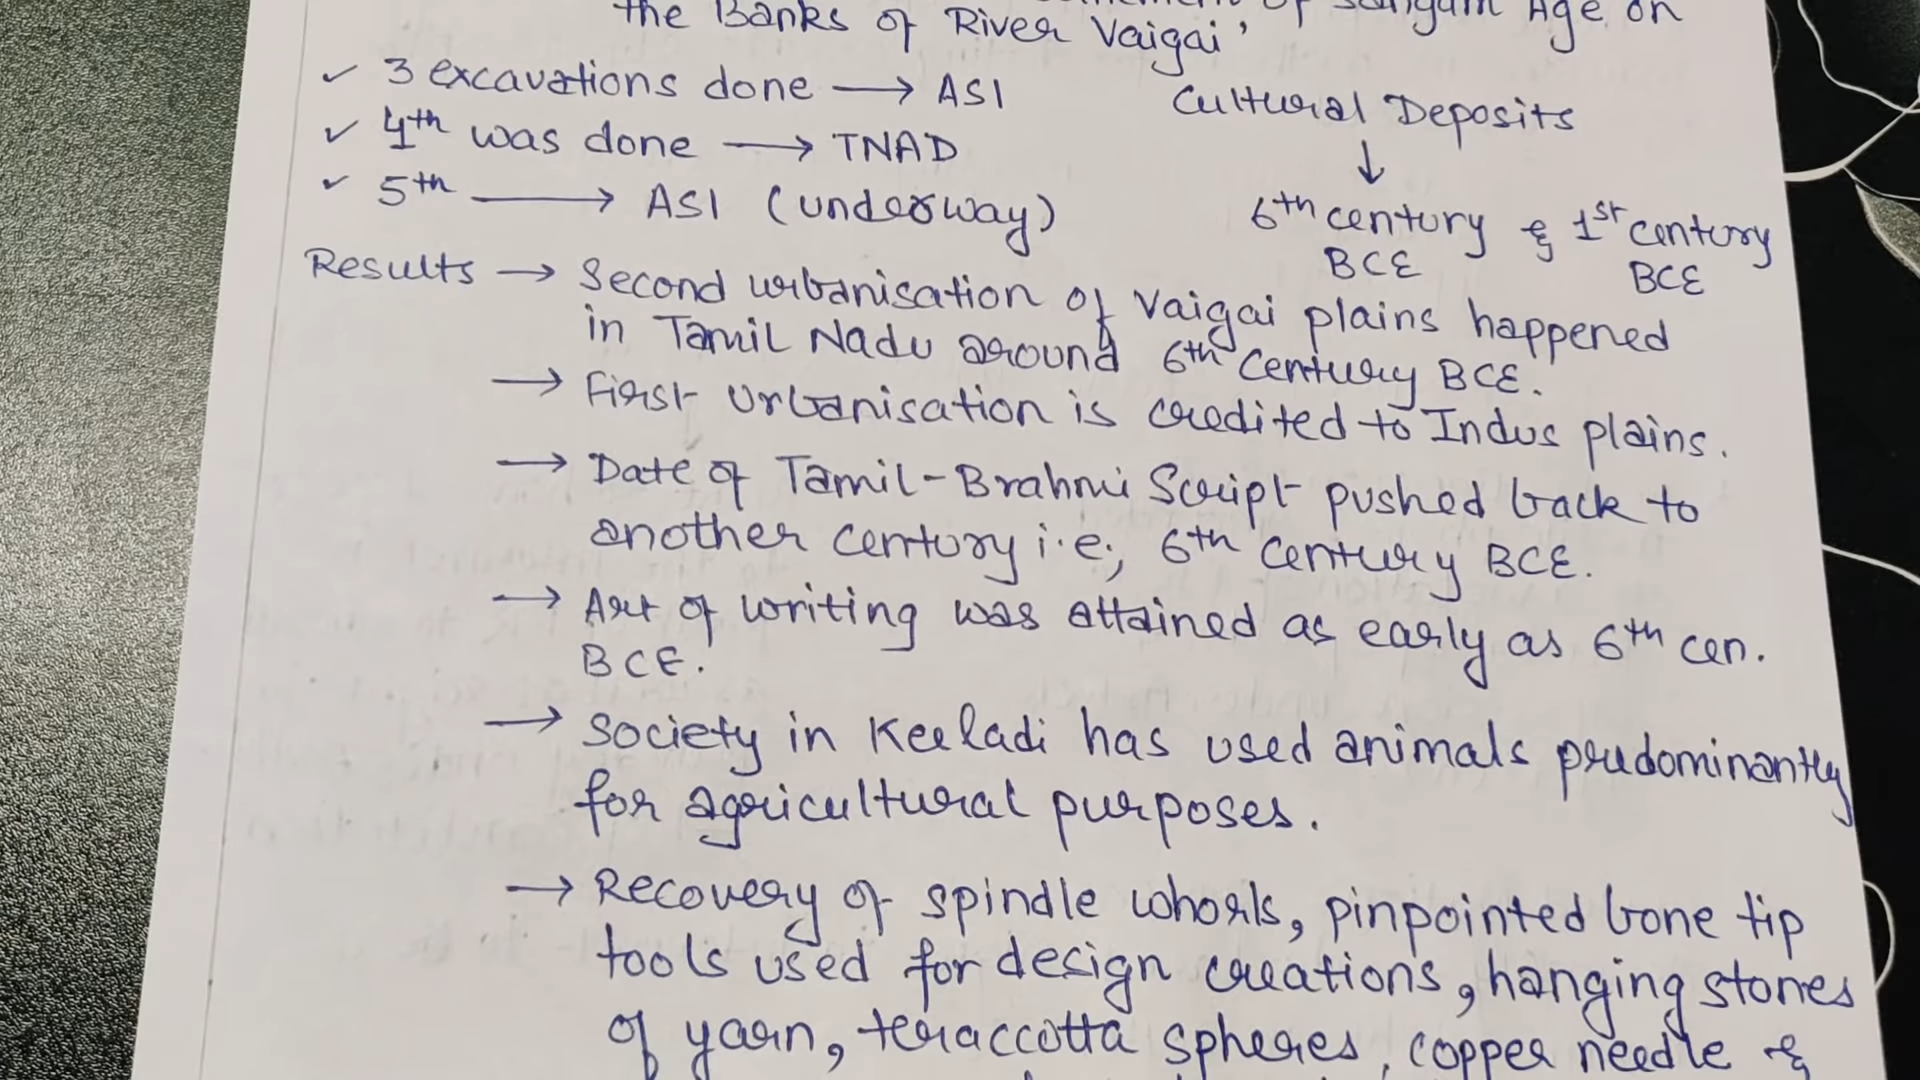 of Sangam Age on
the Banks of River Vaigai'
✓ 3 excavations done → ASI
✓ 4th was done → TNAD
✓ 5th → ASI (underway)
Cultural Deposits
↓
6th century & 1st century
BCE BCE
Results → Second urbanisation of Vaigai plains happened
in Tamil Nadu around 6th Century BCE.
→ First Urbanisation is credited to Indus plains.
→ Date of Tamil-Brahmi Script pushed back to
another century i.e; 6th century BCE.
→ Art of writing was attained as early as 6th cen.
BCE.
→ Society in Keeladi has used animals predominantly
for agricultural purposes.
→ Recovery of spindle whorls, pinpointed bone tip
tools used for design creations, hanging stones
of yarn, teraccotta spheres, copper needle &